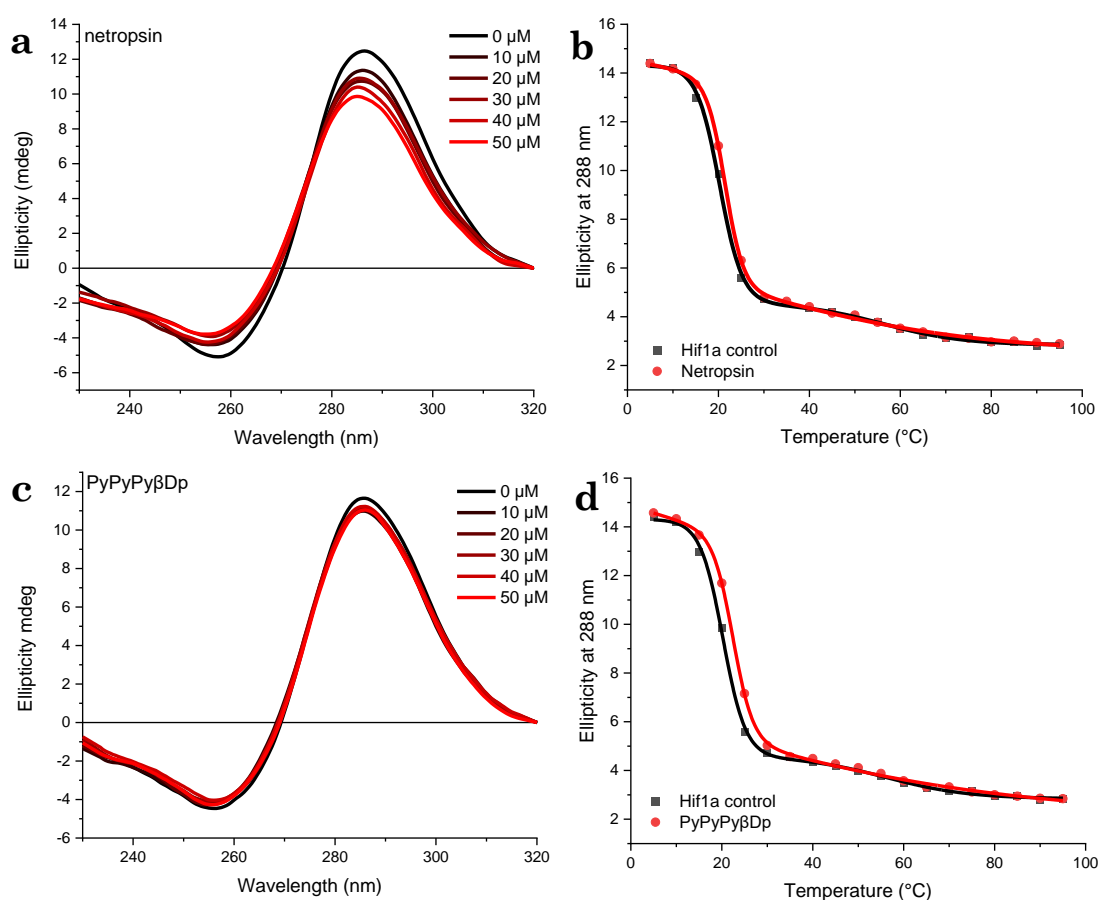 a
netropsin
0 µM
10 µM
20 µM
30 µM
40 µM
50 µM
14
12
10
8
6
4
2
0
-2
-4
-6
Ellipticity (mdeg)
240
260
280
300
320
Wavelength (nm)
b
16
14
12
10
8
6
4
2
Ellipticity at 288 nm
Hif1a control
Netropsin
0
20
40
60
80
100
Temperature (°C)
c
PyPyPyβDp
0 µM
10 µM
20 µM
30 µM
40 µM
50 µM
12
10
8
6
4
2
0
-2
-4
-6
Ellipticity mdeg
240
260
280
300
320
Wavelength (nm)
d
16
14
12
10
8
6
4
2
Ellipticity at 288 nm
Hif1a control
PyPyPyβDp
0
20
40
60
80
100
Temperature (°C)